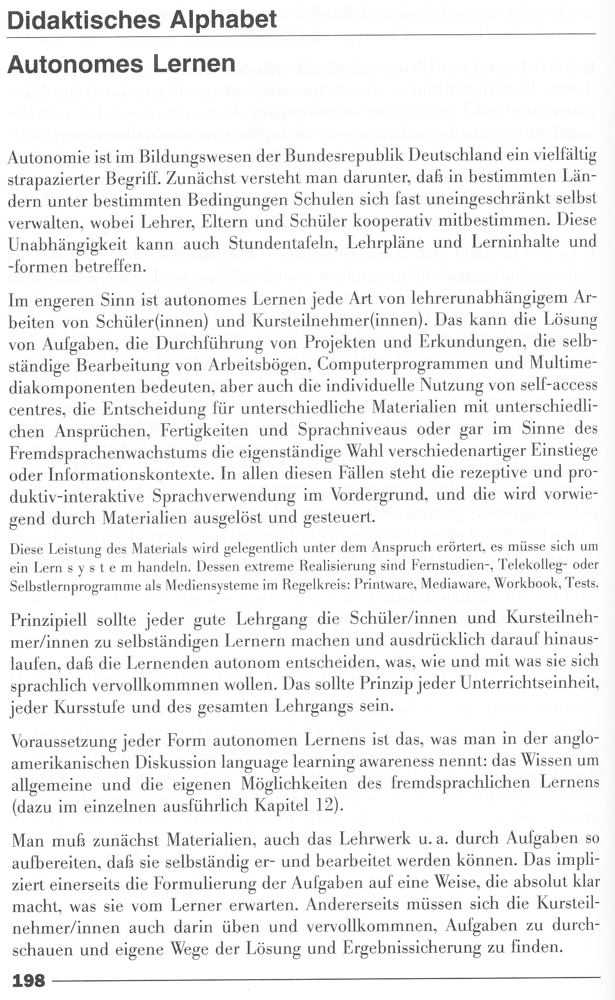 Didaktisches Alphabet
Autonomes Lernen
Autonomie ist im Bildungswesen der Bundesrepublik Deutschland ein vielfältig
strapazierter Begriff. Zunächst versteht man darunter, daß in bestimmten Län-
dern unter bestimmten Bedingungen Schulen sich fast uneingeschränkt selbst
verwalten, wobei Lehrer, Eltern und Schüler kooperativ mitbestimmen. Diese
Unabhängigkeit kann auch Stundentafeln, Lehrpläne und Lerninhalte und
-formen betreffen.
Im engeren Sinn ist autonomes Lernen jede Art von lehrerunabhängigem Ar-
beiten von Schüler(innen) und Kursteilnehmer(innen). Das kann die Lösung
von Aufgaben, die Durchführung von Projekten und Erkundungen, die selb-
ständige Bearbeitung von Arbeitsbögen, Computerprogrammen und Multime-
diakomponenten bedeuten, aber auch die individuelle Nutzung von self-access
centres, die Entscheidung für unterschiedliche Materialien mit unterschiedli-
chen Ansprüchen, Fertigkeiten und Sprachniveaus oder gar im Sinne des
Fremdsprachenwachstums die eigenständige Wahl verschiedenartiger Einstiege
oder Informationskontexte. In allen diesen Fällen steht die rezeptive und pro-
duktiv-interaktive Sprachverwendung im Vordergrund, und die wird vorwie-
gend durch Materialien ausgelöst und gesteuert.
Diese Leistung des Materials wird gelegentlich unter dem Anspruch erörtert, es müsse sich um
ein Lern s y s t e m handeln. Dessen extreme Realisierung sind Fernstudien-, Telekolleg- oder
Selbstlernprogramme als Mediensysteme im Regelkreis: Printware, Mediaware, Workbook, Tests.
Prinzipiell sollte jeder gute Lehrgang die Schüler/innen und Kursteilneh-
mer/innen zu selbständigen Lernern machen und ausdrücklich darauf hinaus-
laufen, daß die Lernenden autonom entscheiden, was, wie und mit was sie sich
sprachlich vervollkommnen wollen. Das sollte Prinzip jeder Unterrichtseinheit,
jeder Kursstufe und des gesamten Lehrgangs sein.
Voraussetzung jeder Form autonomen Lernens ist das, was man in der anglo-
amerikanischen Diskussion language learning awareness nennt: das Wissen um
allgemeine und die eigenen Möglichkeiten des fremdsprachlichen Lernens
(dazu im einzelnen ausführlich Kapitel 12).
Man muß zunächst Materialien, auch das Lehrwerk u. a. durch Aufgaben so
aufbereiten, daß sie selbständig er- und bearbeitet werden können. Das impli-
ziert einerseits die Formulierung der Aufgaben auf eine Weise, die absolut klar
macht, was sie vom Lerner erwarten. Andererseits müssen sich die Kursteil-
nehmer/innen auch darin üben und vervollkommnen, Aufgaben zu durch-
schauen und eigene Wege der Lösung und Ergebnissicherung zu finden.
198